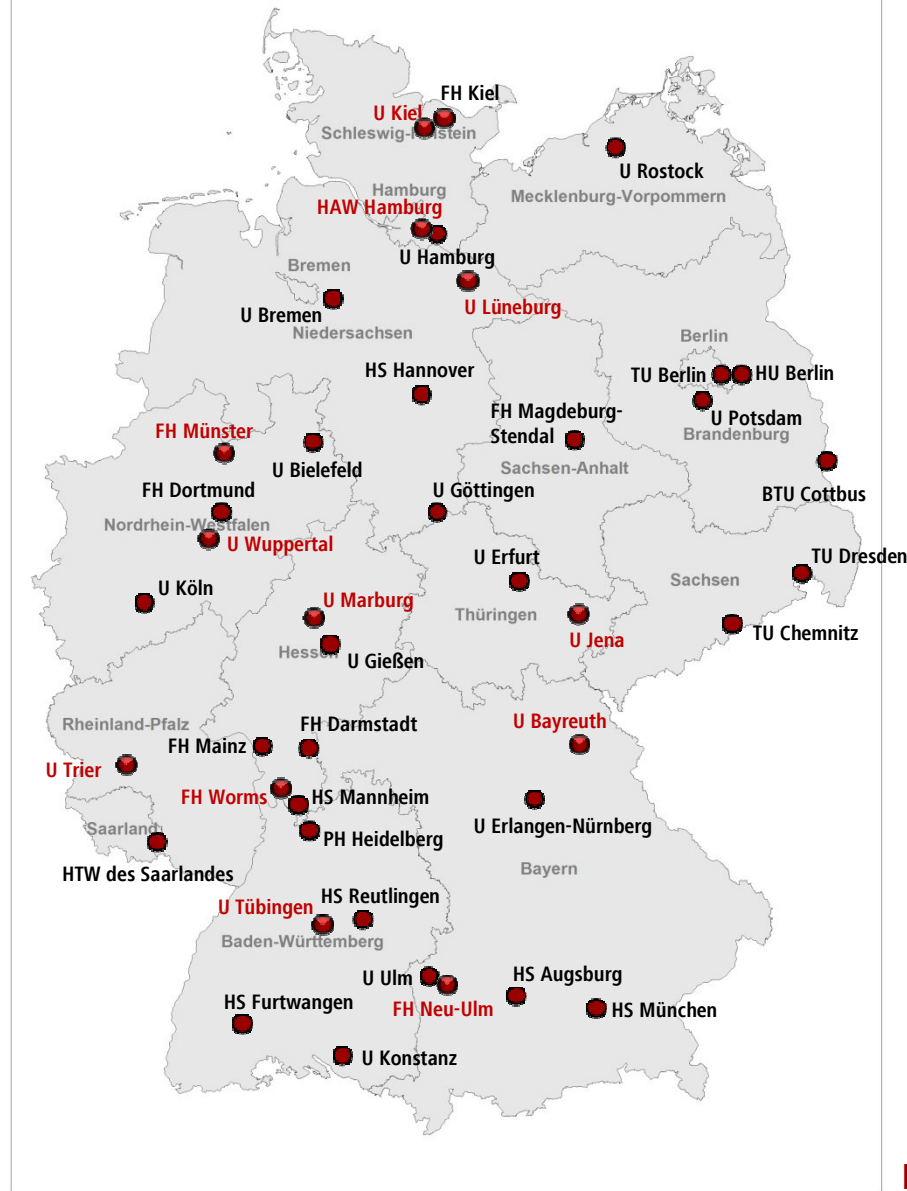 FH Kiel
U Kiel
Schleswig-Holstein
U Rostock
Mecklenburg-Vorpommern
Hamburg
HAW Hamburg
U Hamburg
Bremen
U Lüneburg
U Bremen
Niedersachsen
Berlin
HS Hannover
TU Berlin
HU Berlin
FH Magdeburg-
Stendal
U Potsdam
Brandenburg
FH Münster
U Bielefeld
Sachsen-Anhalt
FH Dortmund
U Göttingen
BTU Cottbus
Nordrhein-Westfalen
U Wuppertal
U Erfurt
TU Dresden
Sachsen
U Köln
U Marburg
Thüringen
U Jena
TU Chemnitz
Hessen
U Gießen
Rheinland-Pfalz
FH Darmstadt
U Bayreuth
FH Mainz
U Trier
FH Worms
HS Mannheim
Saarland
PH Heidelberg
U Erlangen-Nürnberg
HTW des Saarlandes
Bayern
HS Reutlingen
U Tübingen
Baden-Württemberg
U Ulm
HS Augsburg
HS Furtwangen
FH Neu-Ulm
HS München
U Konstanz